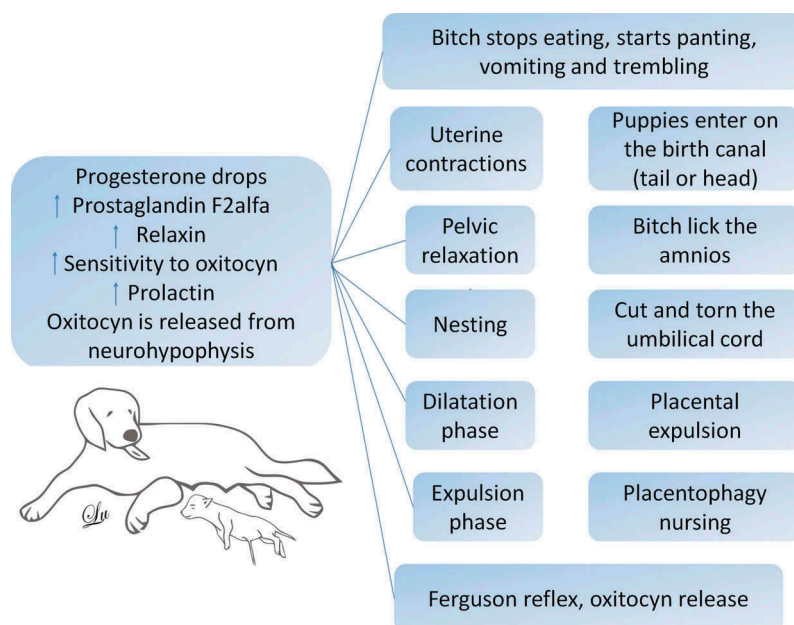 Bitch stops eating, starts panting,
vomiting and trembling
Progesterone drops
↑ Prostaglandin F2alfa
↑ Relaxin
↑ Sensitivity to oxitocyn
↑ Prolactin
Oxitocyn is released from
neurohypophysis
Uterine
contractions
Puppies enter on
the birth canal
(tail or head)
Pelvic
relaxation
Bitch lick the
amnios
Nesting
Cut and torn the
umbilical cord
Dilatation
phase
Placental
expulsion
Expulsion
phase
Placentophagy
nursing
Ferguson reflex, oxitocyn release
Lu